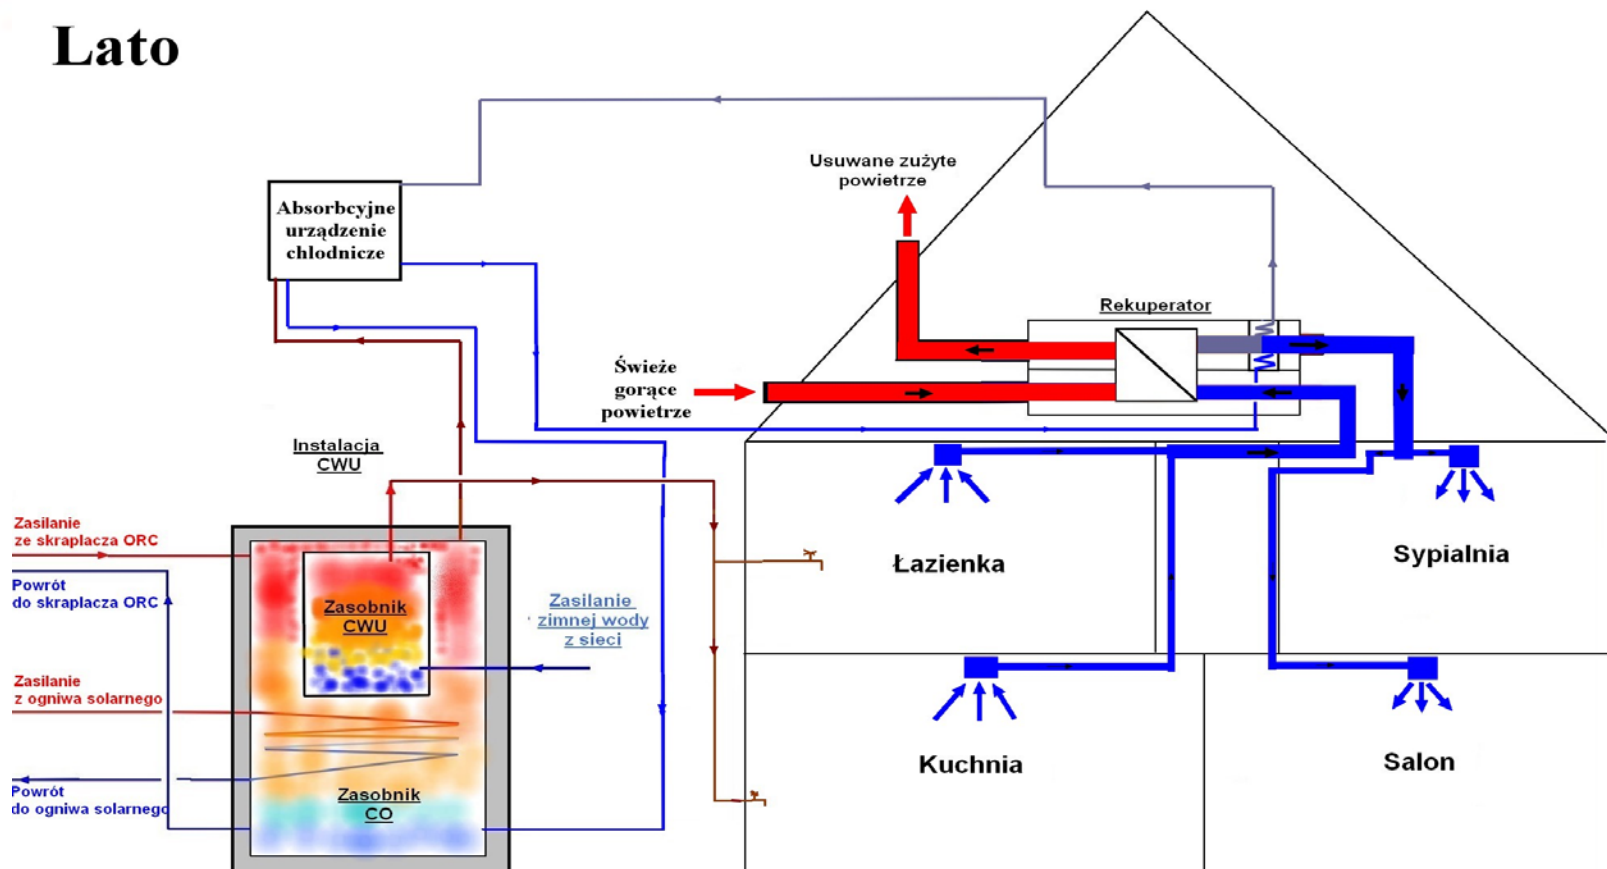 Lato
Usuwane zużyte
powietrze
Absorbcyjne
urządzenie
chlodnicze
Rekuperator
Świeże
gorące
powietrze
Instalacja
CWU
Zasilanie
ze skraplacza ORC
Powrót
do skraplacza ORC
Zasobnik
CWU
Zasilanie
zimnej wody
z sieci
Łazienka
Sypialnia
Zasilanie
z ogniwa solarnego
Kuchnia
Salon
Powrót
do ogniwa solarnego
Zasobnik
CO